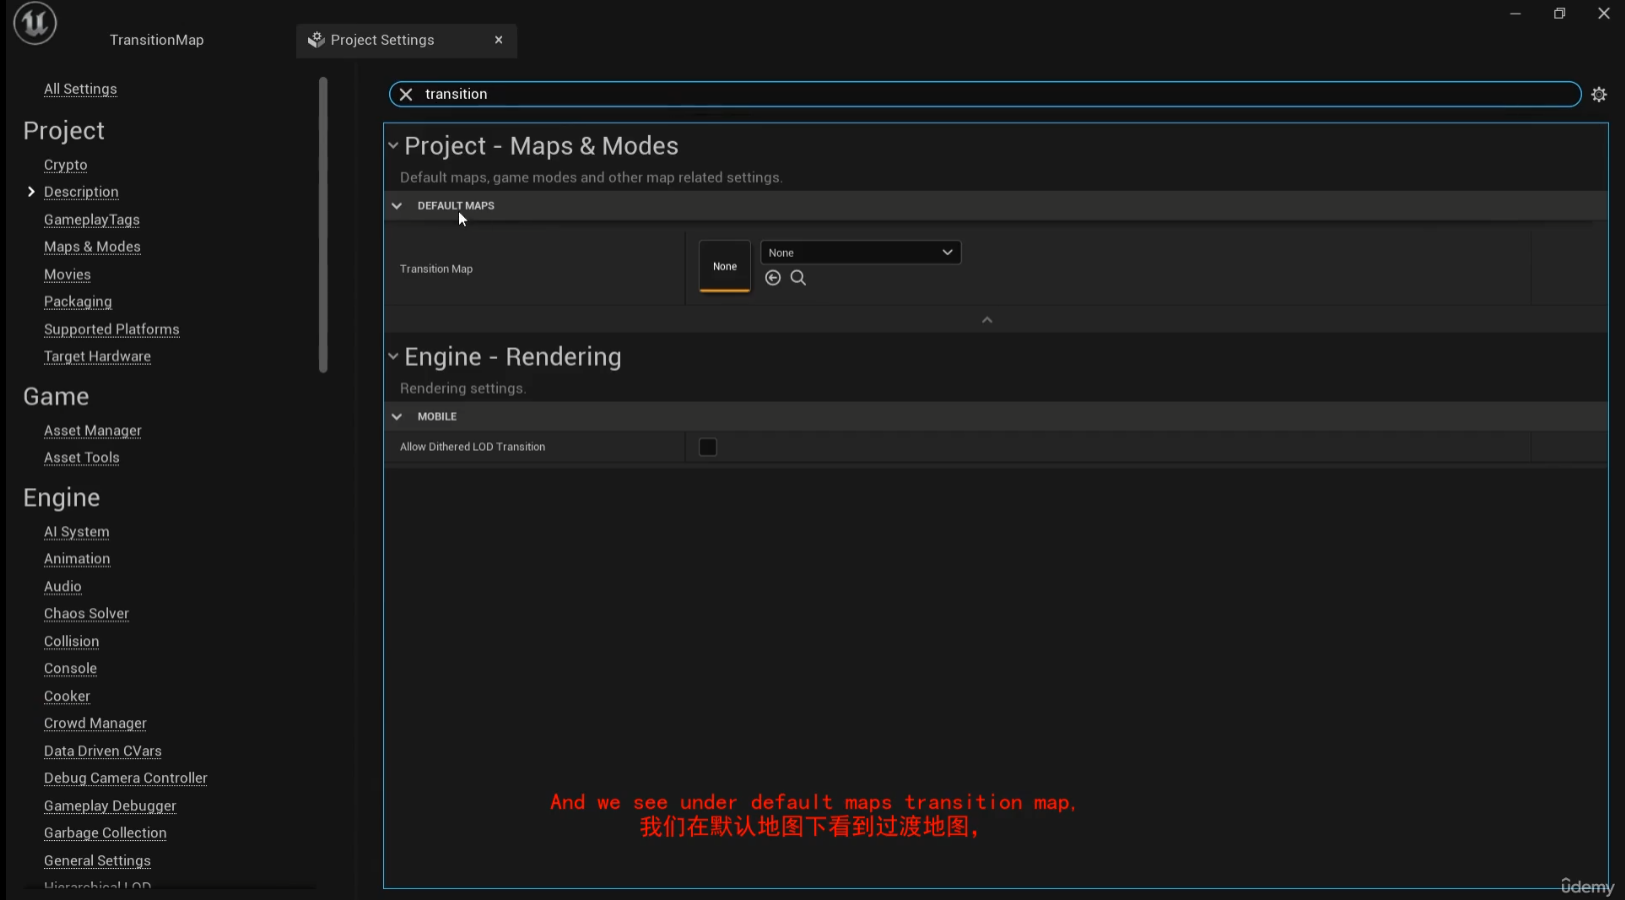 TransitionMap
Project Settings
All Settings
Project
Crypto
Description
GameplayTags
Maps & Modes
Movies
Packaging
Supported Platforms
Target Hardware
Game
Asset Manager
Asset Tools
Engine
AI System
Animation
Audio
Chaos Solver
Collision
Console
Cooker
Crowd Manager
Data Driven CVars
Debug Camera Controller
Gameplay Debugger
Garbage Collection
General Settings
Hierarchical LOD
transition
Project - Maps & Modes
Default maps, game modes and other map related settings.
DEFAULT MAPS
Transition Map
None
None
Engine - Rendering
Rendering settings.
MOBILE
Allow Dithered LOD Transition
And we see under default maps transition map,
我们在默认地图下看到过渡地图，
ûdemy